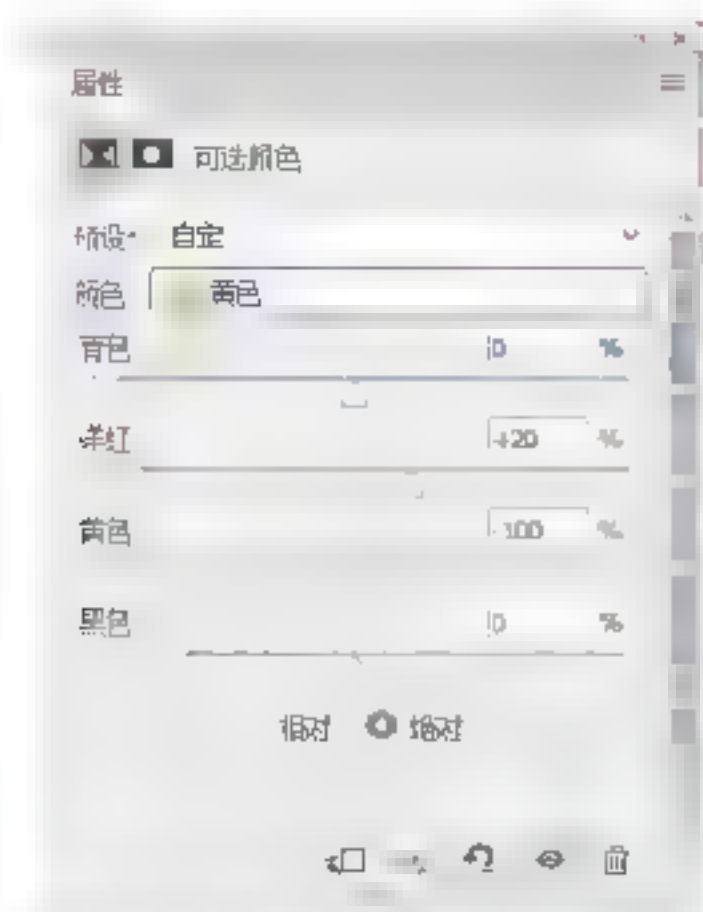 属性
可选颜色
预设: 自定
颜色 黄色
青色 0 %
洋红 +20 %
黄色 100 %
黑色 0 %
相对 绝对